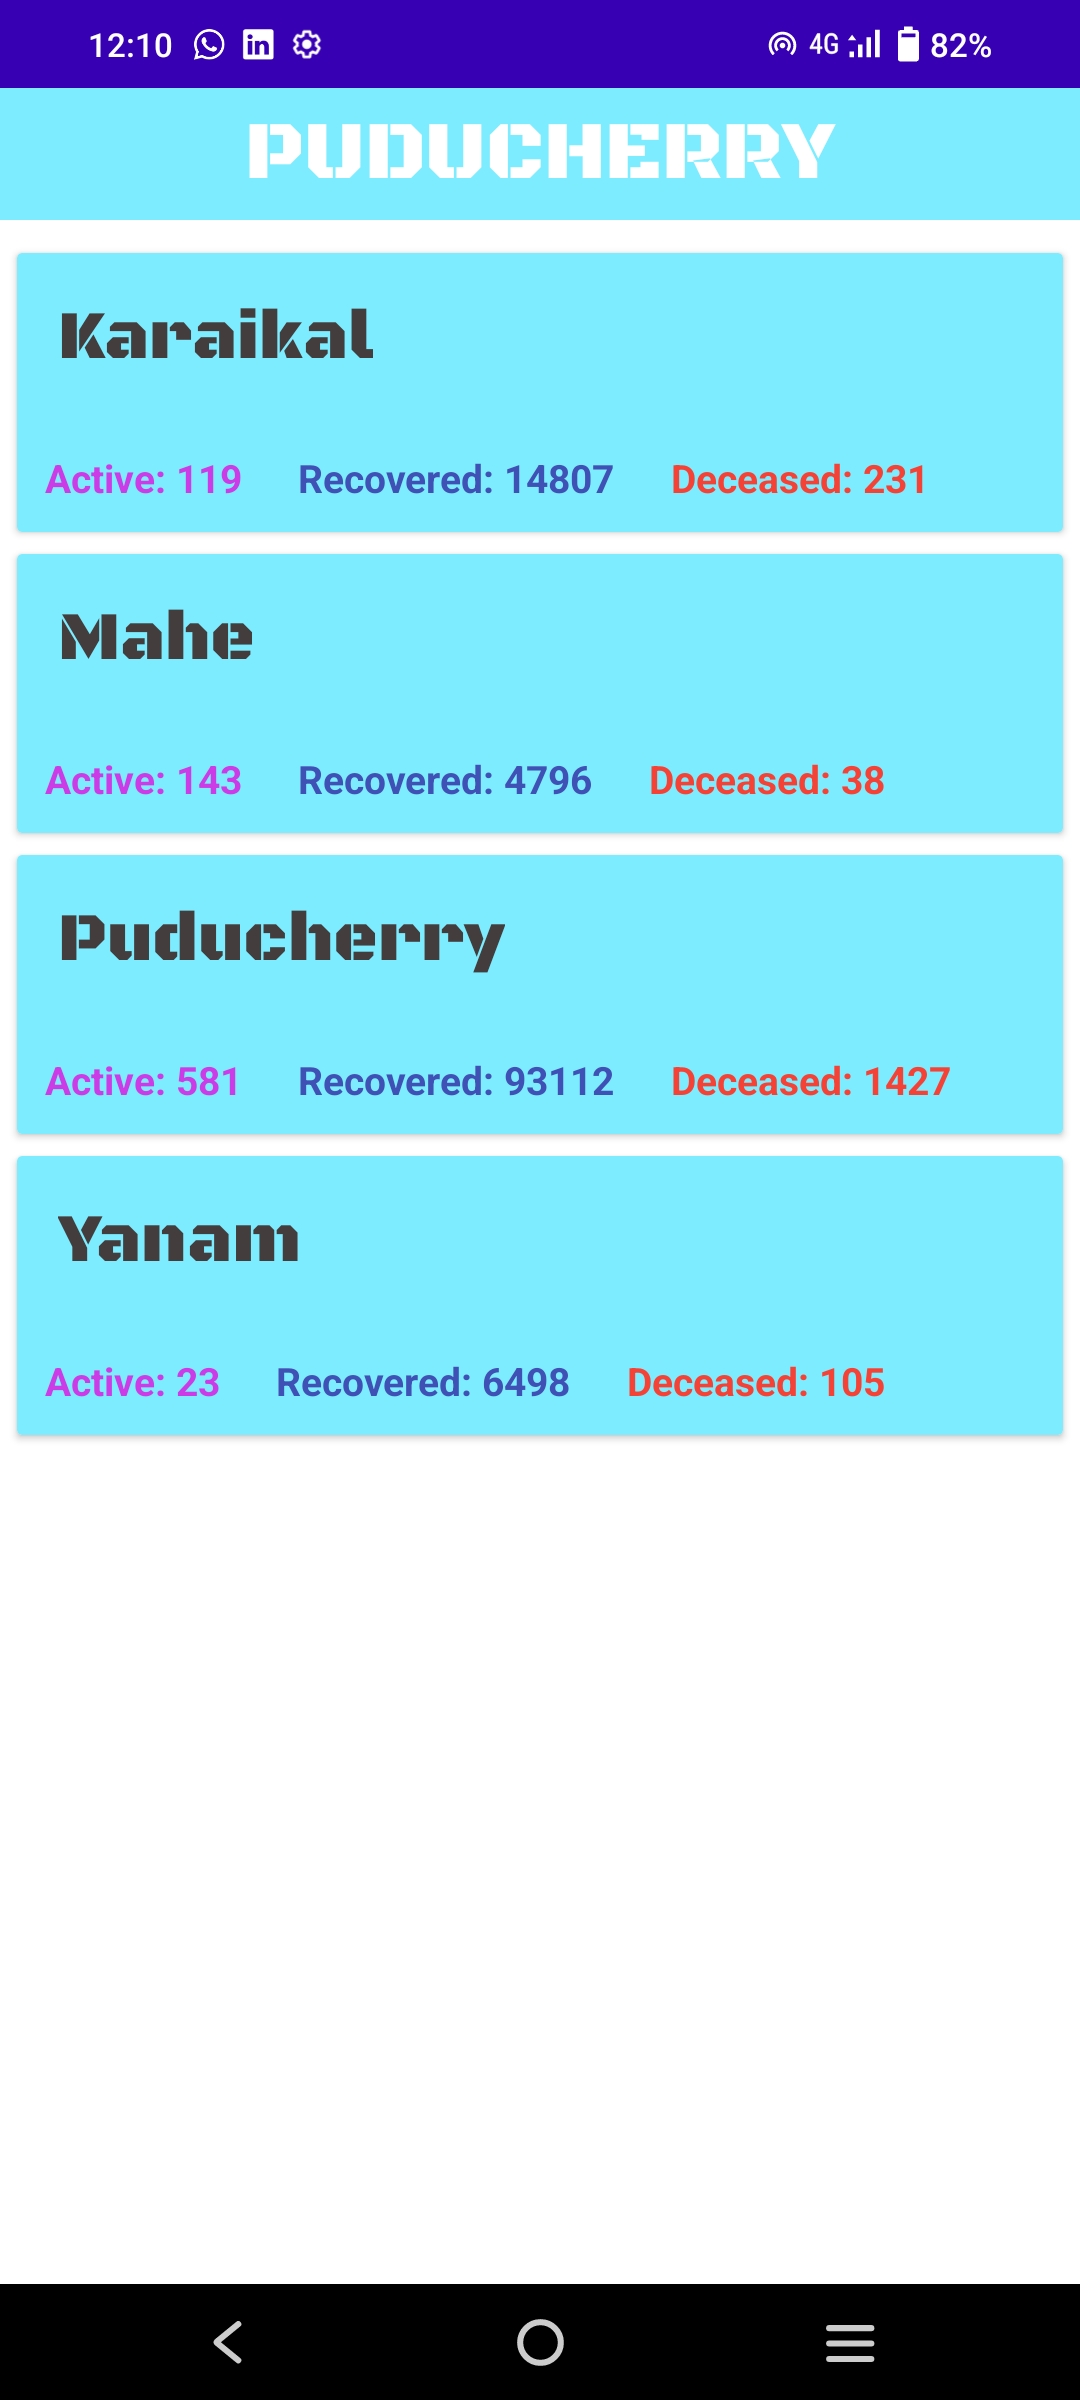 12:10 4G 82%
PUDUCHERRY
Karaikal
Active: 119 Recovered: 14807 Deceased: 231
Mahe
Active: 143 Recovered: 4796 Deceased: 38
Puducherry
Active: 581 Recovered: 93112 Deceased: 1427
Yanam
Active: 23 Recovered: 6498 Deceased: 105